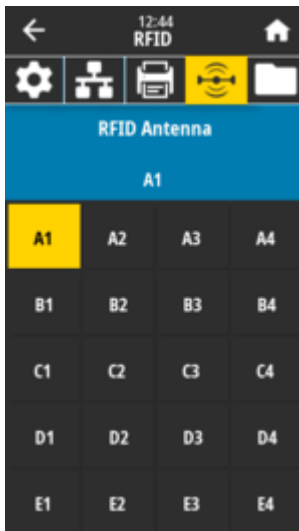 12:44
RFID
RFID Antenna
A1
A1 A2 A3 A4
B1 B2 B3 B4
C1 C2 C3 C4
D1 D2 D3 D4
E1 E2 E3 E4